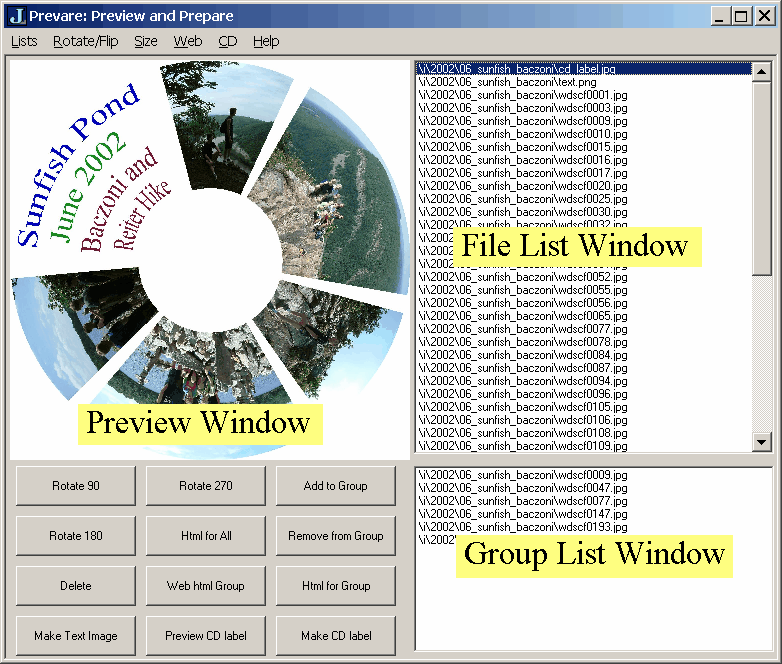 Prevare: Preview and Prepare
Lists Rotate/Flip Size Web CD Help
Sunfish Pond
June 2002
Baczoni and
Reiter Hike
Preview Window
\i\2002\06_sunfish_baczoni\cd_label.jpg
\i\2002\06_sunfish_baczoni\text.png
\i\2002\06_sunfish_baczoni\wdscf0001.jpg
\i\2002\06_sunfish_baczoni\wdscf0003.jpg
\i\2002\06_sunfish_baczoni\wdscf0009.jpg
\i\2002\06_sunfish_baczoni\wdscf0010.jpg
\i\2002\06_sunfish_baczoni\wdscf0015.jpg
\i\2002\06_sunfish_baczoni\wdscf0016.jpg
\i\2002\06_sunfish_baczoni\wdscf0017.jpg
\i\2002\06_sunfish_baczoni\wdscf0020.jpg
\i\2002\06_sunfish_baczoni\wdscf0025.jpg
\i\2002\06_sunfish_baczoni\wdscf0030.jpg
\i\2002\06_sunfish_baczoni\wdscf0032.jpg
File List Window
\i\2002\06_sunfish_baczoni\wdscf0052.jpg
\i\2002\06_sunfish_baczoni\wdscf0055.jpg
\i\2002\06_sunfish_baczoni\wdscf0056.jpg
\i\2002\06_sunfish_baczoni\wdscf0065.jpg
\i\2002\06_sunfish_baczoni\wdscf0077.jpg
\i\2002\06_sunfish_baczoni\wdscf0078.jpg
\i\2002\06_sunfish_baczoni\wdscf0084.jpg
\i\2002\06_sunfish_baczoni\wdscf0087.jpg
\i\2002\06_sunfish_baczoni\wdscf0094.jpg
\i\2002\06_sunfish_baczoni\wdscf0096.jpg
\i\2002\06_sunfish_baczoni\wdscf0105.jpg
\i\2002\06_sunfish_baczoni\wdscf0106.jpg
\i\2002\06_sunfish_baczoni\wdscf0108.jpg
\i\2002\06_sunfish_baczoni\wdscf0109.jpg
Rotate 90 Rotate 270 Add to Group
Rotate 180 Html for All Remove from Group
Delete Web html Group Html for Group
Make Text Image Preview CD label Make CD label
\i\2002\06_sunfish_baczoni\wdscf0009.jpg
\i\2002\06_sunfish_baczoni\wdscf0047.jpg
\i\2002\06_sunfish_baczoni\wdscf0077.jpg
\i\2002\06_sunfish_baczoni\wdscf0147.jpg
\i\2002\06_sunfish_baczoni\wdscf0193.jpg
\i\2002\
Group List Window